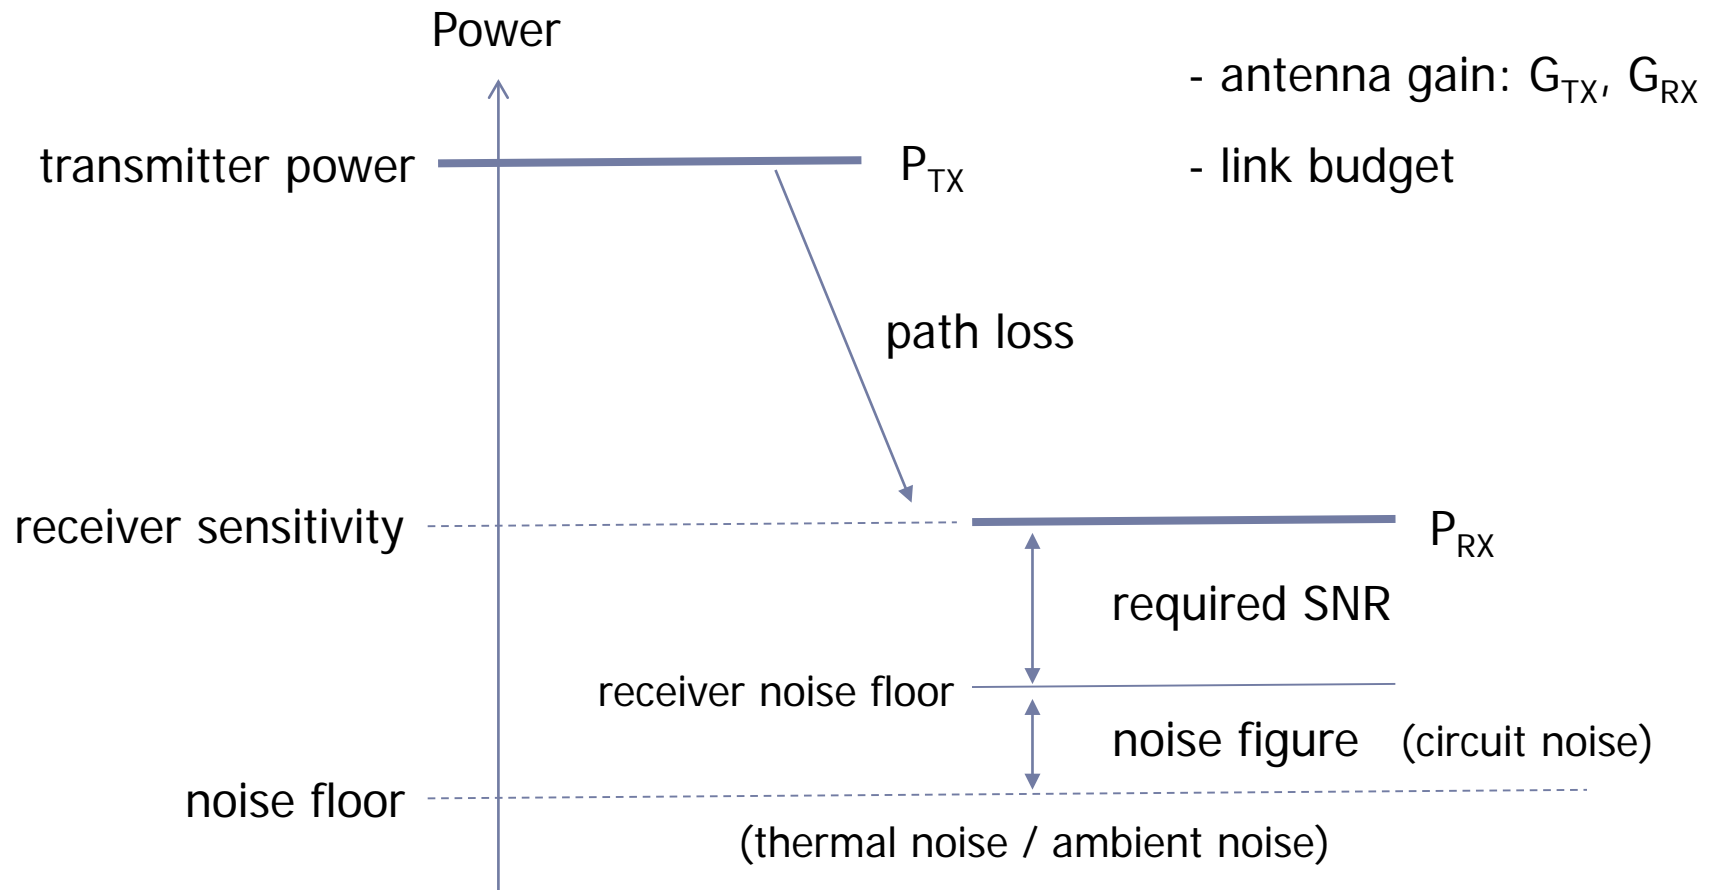 Power
- antenna gain: G_TX, G_RX
transmitter power
P_TX
- link budget
path loss
receiver sensitivity
P_RX
required SNR
receiver noise floor
noise figure (circuit noise)
noise floor
(thermal noise / ambient noise)